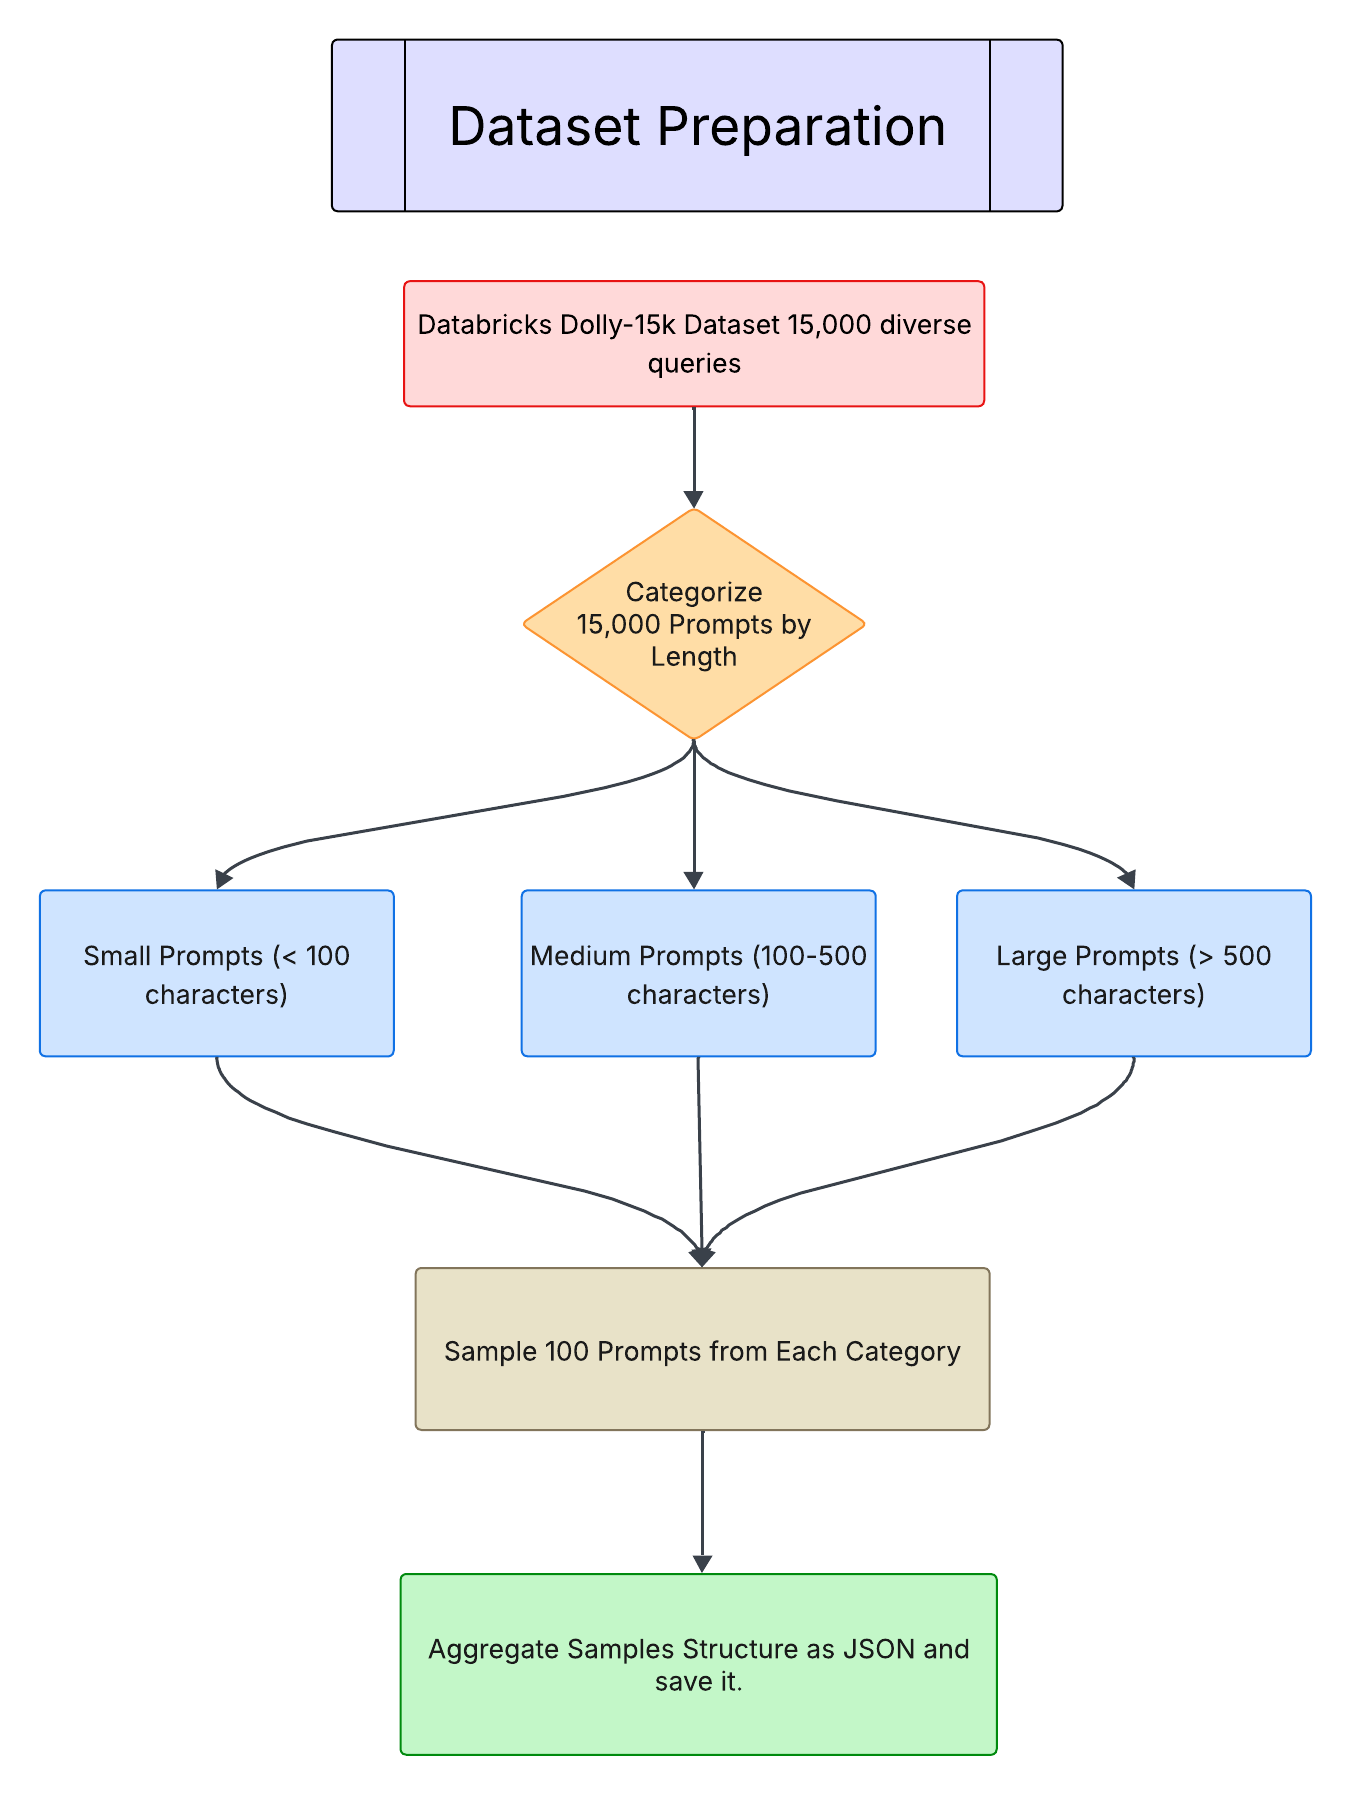 Dataset Preparation
Databricks Dolly-15k Dataset 15,000 diverse
queries
Categorize
15,000 Prompts by
Length
Small Prompts (< 100
characters)
Medium Prompts (100-500
characters)
Large Prompts (> 500
characters)
Sample 100 Prompts from Each Category
Aggregate Samples Structure as JSON and
save it.